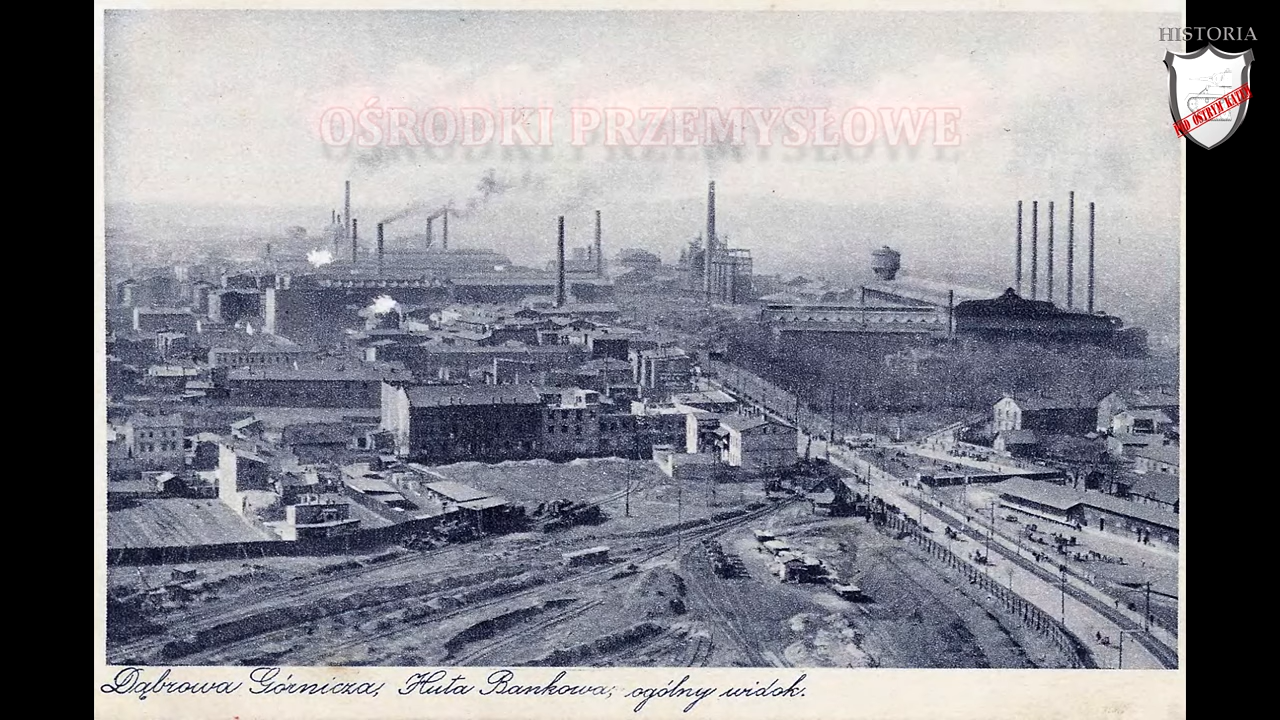 HISTORIA
OŚRODKI PRZEMYSŁOWE
POD OSTRYM KĄTEM
Dąbrowa Górnicza, Huta Bankowa, ogólny widok.